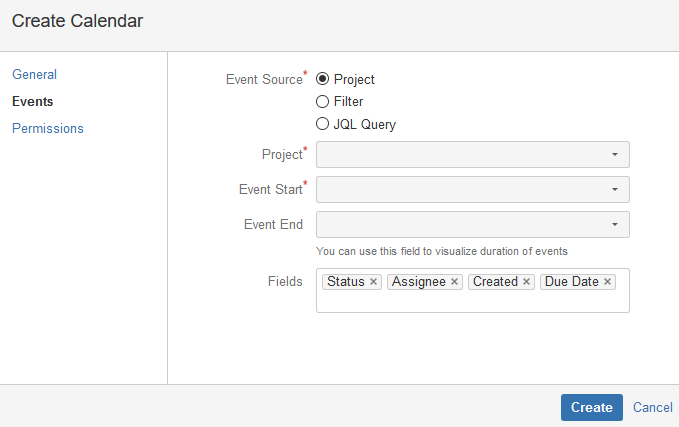 Create Calendar
General
Events
Permissions
Event Source* Project
Filter
JQL Query
Project*
Event Start*
Event End
You can use this field to visualize duration of events
Fields Status × Assignee × Created × Due Date ×
Create Cancel